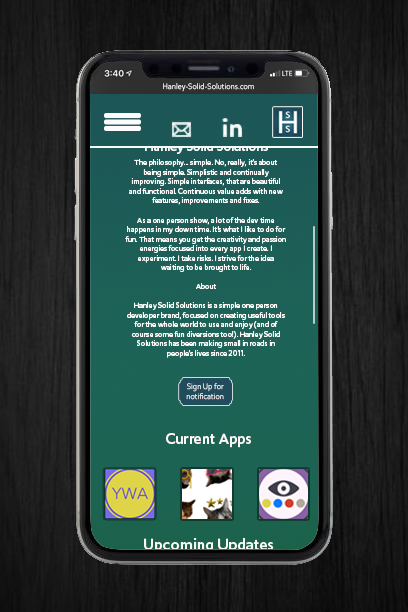 3:40
LTE
Hanley-Solid-Solutions.com
in
H
S
S
Hanley Solid Solutions
The philosophy... simple. No, really, it's about
being simple. Simplistic and continually
improving. Simple interfaces, that are beautiful
and functional. Continuous value adds with new
features, improvements and fixes.
As a one person show, a lot of the dev time
happens in my down time. It's what I like to do for
fun. That means you get the creativity and passion
energies focused into every app I create. I
experiment. I take risks. I strive for the idea
waiting to be brought to life.
About
Hanley Solid Solutions is a simple one person
developer brand, focused on creating useful tools
for the whole world to use and enjoy (and of
course some fun diversions too!). Hanley Solid
Solutions has been making small in roads in
people's lives since 2011.
Sign Up for
notification
Current Apps
YWA
Upcoming Updates